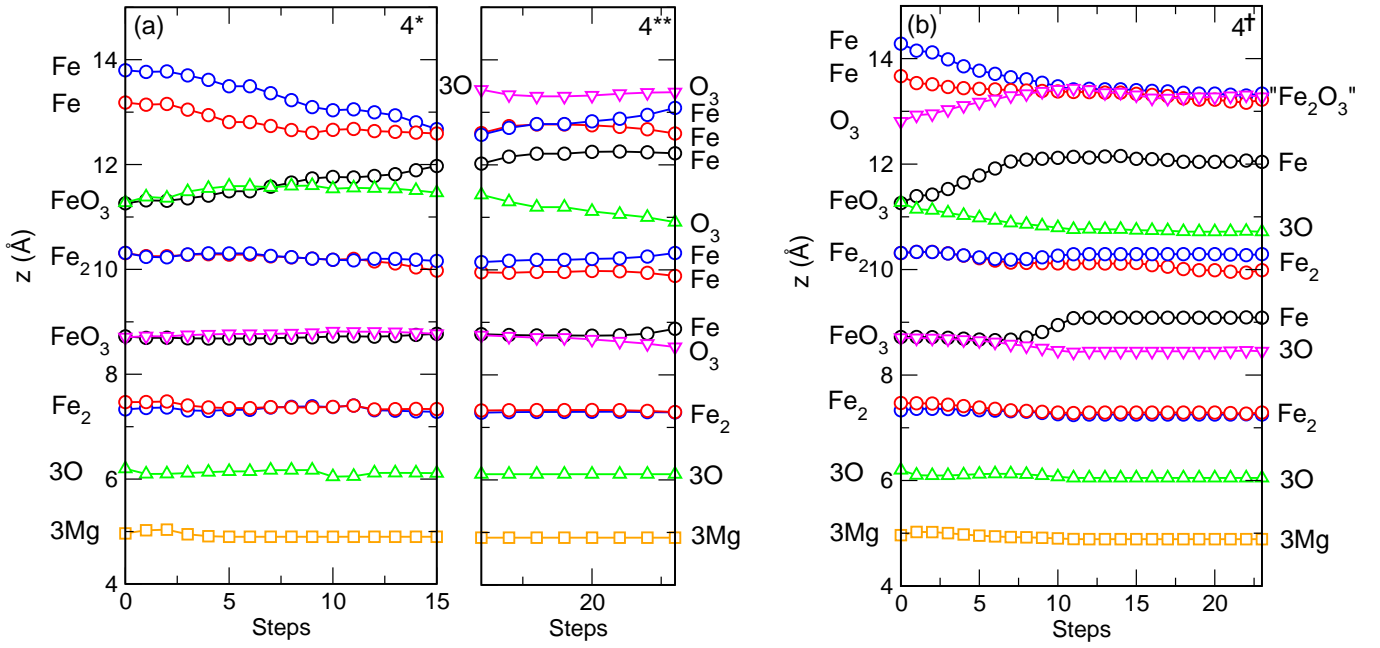 (a) 4* 4** (b) 4†
z (Å)
14
12
10
8
6
4
Fe
Fe
FeO3
Fe2
FeO3
Fe2
3O
3Mg
0 5 10 15
Steps
3O
O3
Fe
Fe
Fe
O3
Fe
Fe
Fe
O3
Fe2
3O
3Mg
20
Steps
z (Å)
14
12
10
8
6
4
Fe
Fe
O3
FeO3
Fe2
FeO3
Fe2
3O
3Mg
"Fe2O3"
Fe
3O
Fe2
Fe
3O
Fe2
3O
3Mg
0 5 10 15 20
Steps